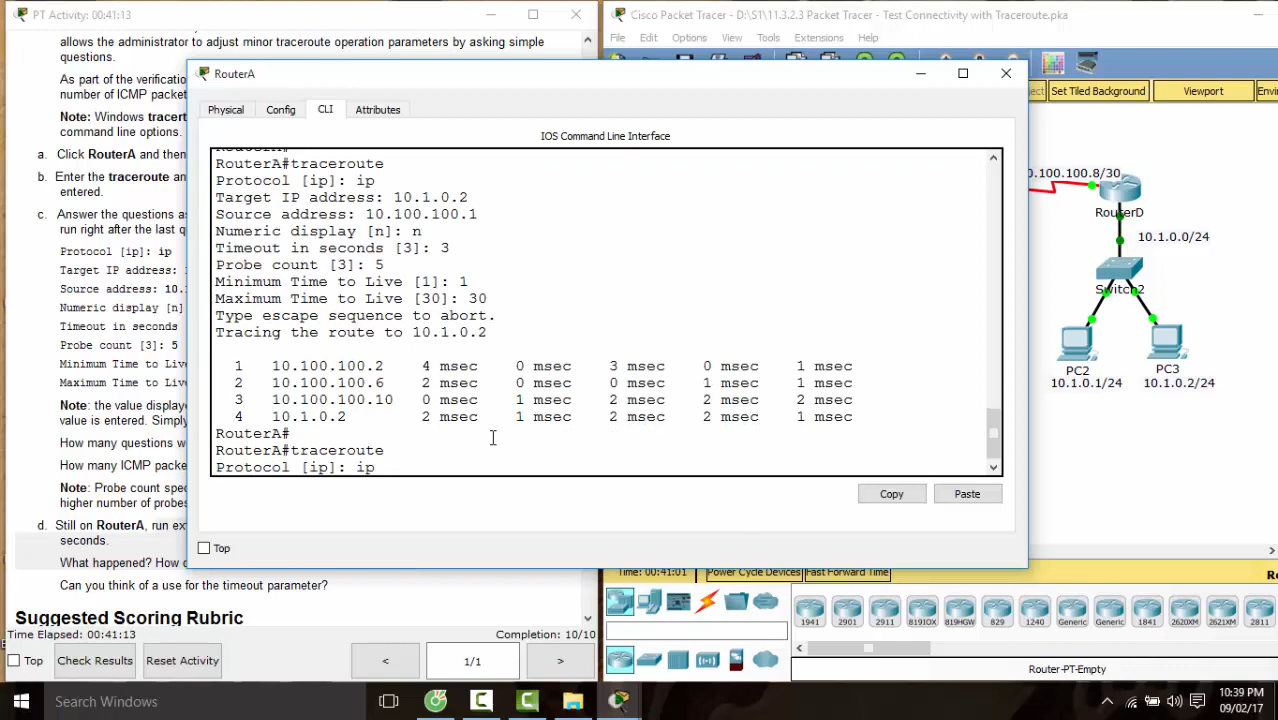 PT Activity: 00:41:13
allows the administrator to adjust minor traceroute operation parameters by asking simple
questions.
As part of the verification
number of ICMP packet
Note: Windows tracert
command line options.
a. Click RouterA and then
b. Enter the traceroute an
entered.
c. Answer the questions as
run right after the last q
Protocol [ip]: ip
Target IP address: 
Source address: 10.
Numeric display [n]
Timeout in seconds
Probe count [3]: 5
Minimum Time to Live
Maximum Time to Live
Note: the value displaye
value is entered. Simply
How many questions w
How many ICMP packe
Note: Probe count spec
higher number of probes
d. Still on RouterA, run ex
seconds.
What happened? How d
Can you think of a use for the timeout parameter?
Suggested Scoring Rubric
Time Elapsed: 00:41:13
Completion: 10/10
Top
Check Results
Reset Activity
<
1/1
>
RouterA
Physical
Config
CLI
Attributes
IOS Command Line Interface
RouterA#traceroute
Protocol [ip]: ip
Target IP address: 10.1.0.2
Source address: 10.100.100.1
Numeric display [n]: n
Timeout in seconds [3]: 3
Probe count [3]: 5
Minimum Time to Live [1]: 1
Maximum Time to Live [30]: 30
Type escape sequence to abort.
Tracing the route to 10.1.0.2
1 10.100.100.2 4 msec 0 msec 3 msec 0 msec 1 msec
2 10.100.100.6 2 msec 0 msec 0 msec 1 msec 1 msec
3 10.100.100.10 0 msec 1 msec 2 msec 2 msec 2 msec
4 10.1.0.2 2 msec 1 msec 2 msec 2 msec 1 msec
RouterA#
RouterA#traceroute
Protocol [ip]: ip
Copy
Paste
Top
Cisco Packet Tracer - D:\S1\11.3.2.3 Packet Tracer - Test Connectivity with Traceroute.pka
File Edit Options View Tools Extensions Help
Set Tiled Background
Viewport
0.100.100.8/30
RouterD
10.1.0.0/24
Switch2
PC2
10.1.0.1/24
PC3
10.1.0.2/24
Time: 00:41:01
Power Cycle Devices
Fast Forward Time
1941 2901 2911 819IOX 819HGW 829 1240 Generic Generic 1841 2620XM 2621XM 2811
Router-PT-Empty
Search Windows
10:39 PM
09/02/17